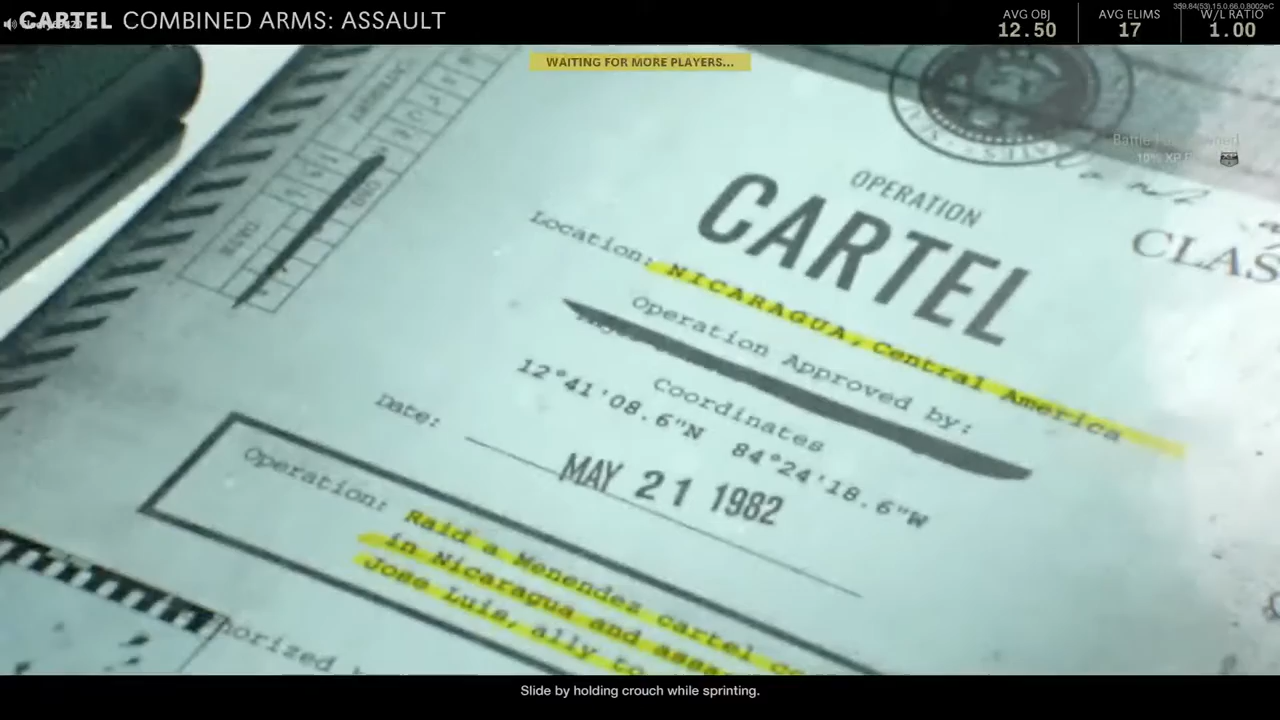 CARTEL COMBINED ARMS: ASSAULT
AVG OBJ
12.50
AVG ELIMS
17
W/L RATIO
1.00
WAITING FOR MORE PLAYERS...
10% XP
OPERATION
CARTEL
CLAS
Location: NICARAGUA, Central America
Operation Approved by:
Coordinates
12°41'08.6"N 84°24'18.6"W
Date:
MAY 21 1982
Operation: Raid a Menendez cartel
in Nicaragua and
Jose Luis, ally to
Slide by holding crouch while sprinting.